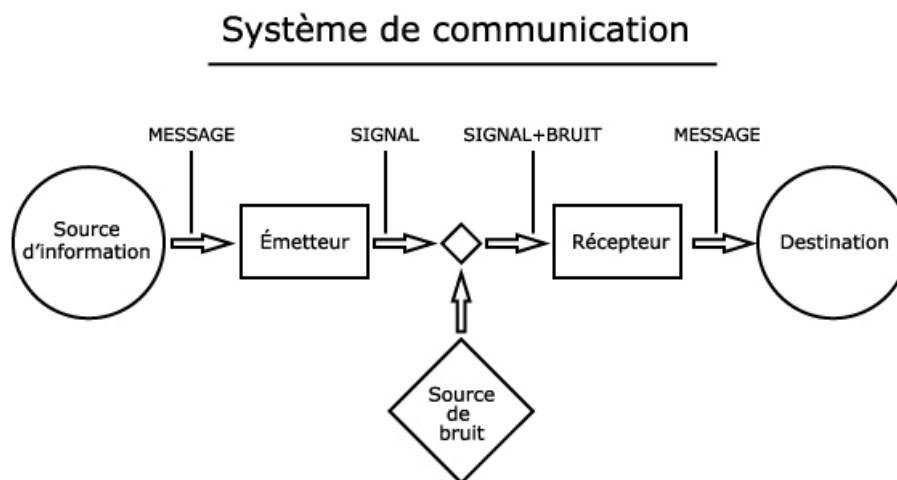 Système de communication
MESSAGE
SIGNAL
SIGNAL+BRUIT
MESSAGE
Source
d'information
Émetteur
Récepteur
Destination
Source
de
bruit